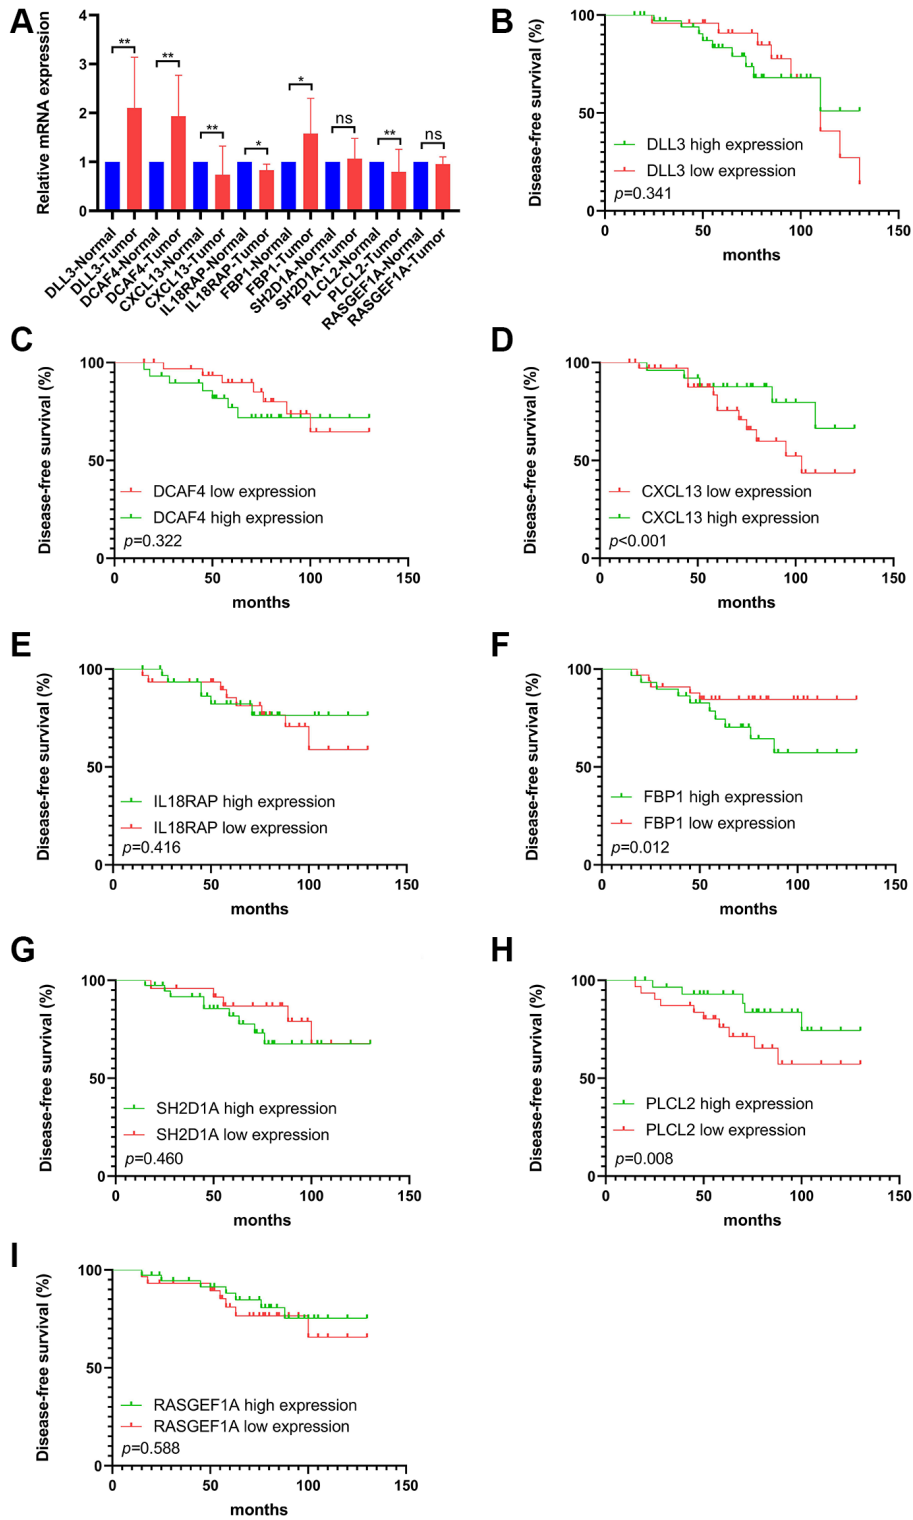 A
Relative mRNA expression
4
3
2
1
0
** ** ** * * ns ** ns
DLL3-Normal
DLL3-Tumor
DCAF4-Normal
DCAF4-Tumor
CXCL13-Normal
CXCL13-Tumor
IL18RAP-Normal
IL18RAP-Tumor
FBP1-Normal
FBP1-Tumor
SH2D1A-Normal
SH2D1A-Tumor
PLCL2-Normal
PLCL2-Tumor
RASGEF1A-Normal
RASGEF1A-Tumor
B
Disease-free survival (%)
100
50
0
DLL3 high expression
DLL3 low expression
p=0.341
0 50 100 150
months
C
Disease-free survival (%)
100
50
0
DCAF4 low expression
DCAF4 high expression
p=0.322
0 50 100 150
months
D
Disease-free survival (%)
100
50
0
CXCL13 low expression
CXCL13 high expression
p<0.001
0 50 100 150
months
E
Disease-free survival (%)
100
50
0
IL18RAP high expression
IL18RAP low expression
p=0.416
0 50 100 150
months
F
Disease-free survival (%)
100
50
0
FBP1 high expression
FBP1 low expression
p=0.012
0 50 100 150
months
G
Disease-free survival (%)
100
50
0
SH2D1A high expression
SH2D1A low expression
p=0.460
0 50 100 150
months
H
Disease-free survival (%)
100
50
0
PLCL2 high expression
PLCL2 low expression
p=0.008
0 50 100 150
months
I
Disease-free survival (%)
100
50
0
RASGEF1A high expression
RASGEF1A low expression
p=0.588
0 50 100 150
months